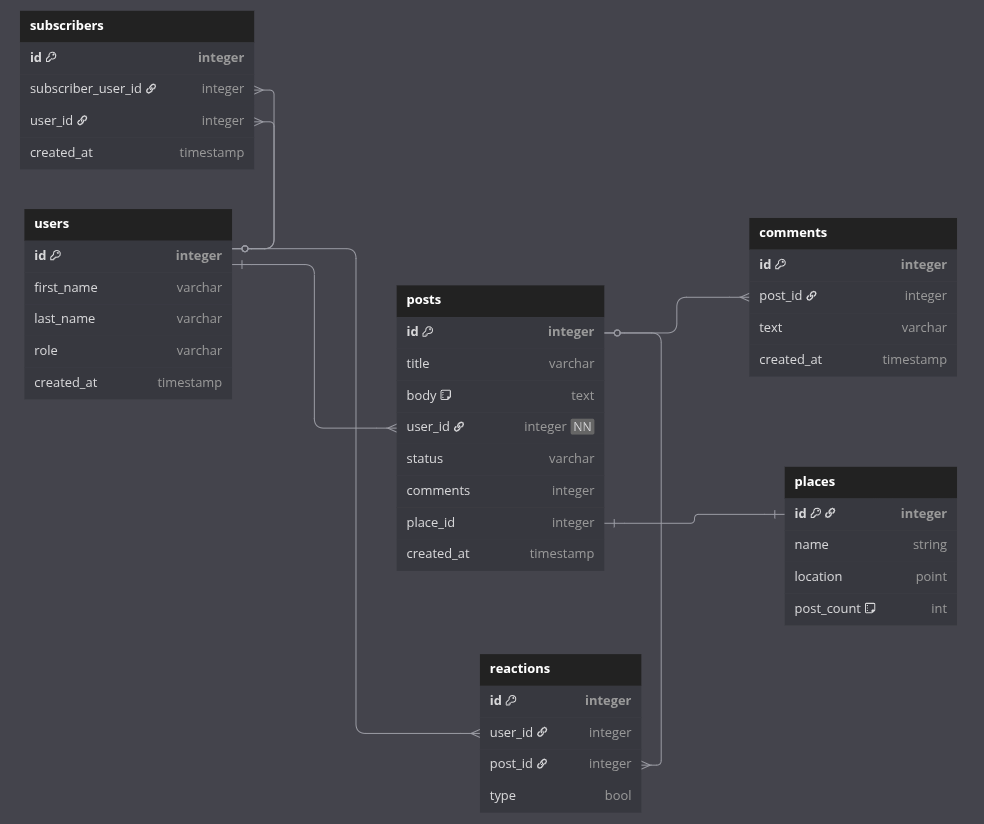 subscribers
id integer
subscriber_user_id integer
user_id integer
created_at timestamp
users
id integer
first_name varchar
last_name varchar
role varchar
created_at timestamp
posts
id integer
title varchar
body text
user_id integer NN
status varchar
comments integer
place_id integer
created_at timestamp
comments
id integer
post_id integer
text varchar
created_at timestamp
places
id integer
name string
location point
post_count int
reactions
id integer
user_id integer
post_id integer
type bool